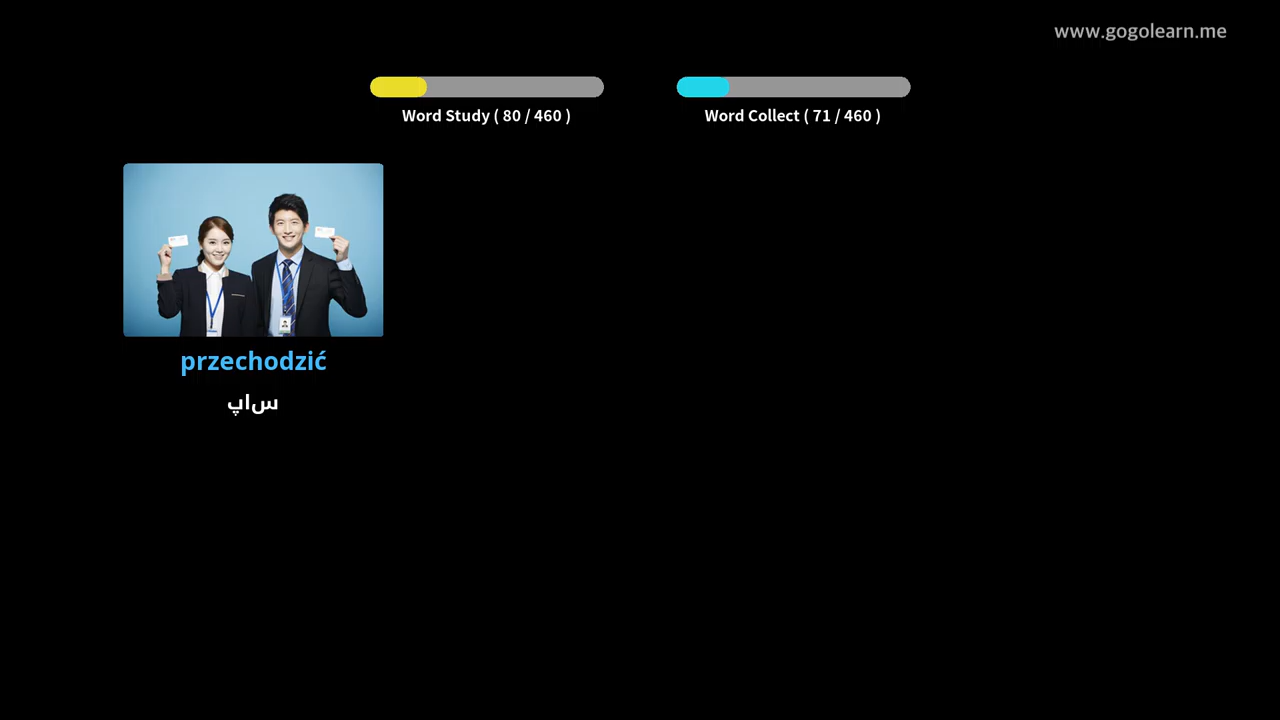 www.gogolearn.me
Word Study ( 80 / 460 )
Word Collect ( 71 / 460 )
przechodzić
ساپ